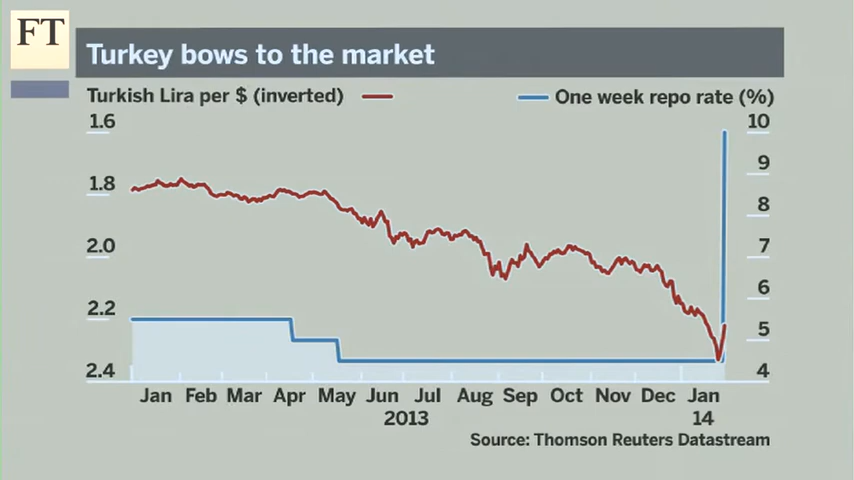 FT
Turkey bows to the market
Turkish Lira per $ (inverted) One week repo rate (%)
1.6 10
9
1.8 8
2.0 7
6
2.2 5
2.4 4
Jan Feb Mar Apr May Jun Jul Aug Sep Oct Nov Dec Jan
2013 14
Source: Thomson Reuters Datastream